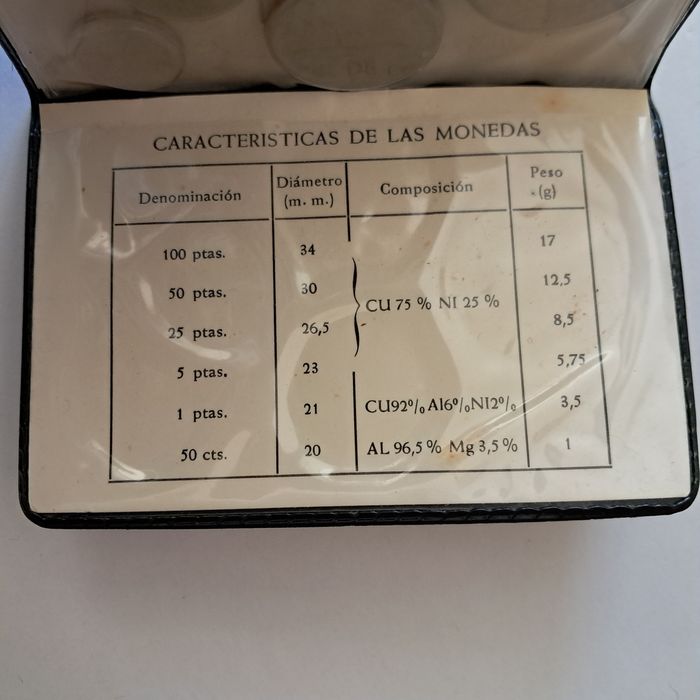 CARACTERISTICAS DE LAS MONEDAS
Denominación Diámetro (m. m.) Composición Peso (g)
100 ptas. 34 17
50 ptas. 30 12,5
CU 75 % NI 25 %
25 ptas. 26,5 8,5
5 ptas. 23 5,75
1 ptas. 21 CU92% Al6% NI2% 3,5
50 cts. 20 AL 96,5 % Mg 3,5 % 1